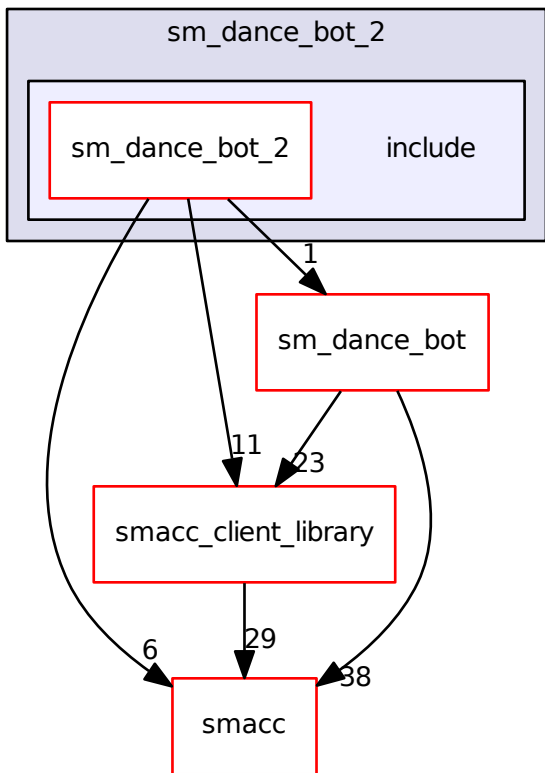 sm_dance_bot_2
sm_dance_bot_2
include
1
sm_dance_bot
11
23
smacc_client_library
29
6
38
smacc